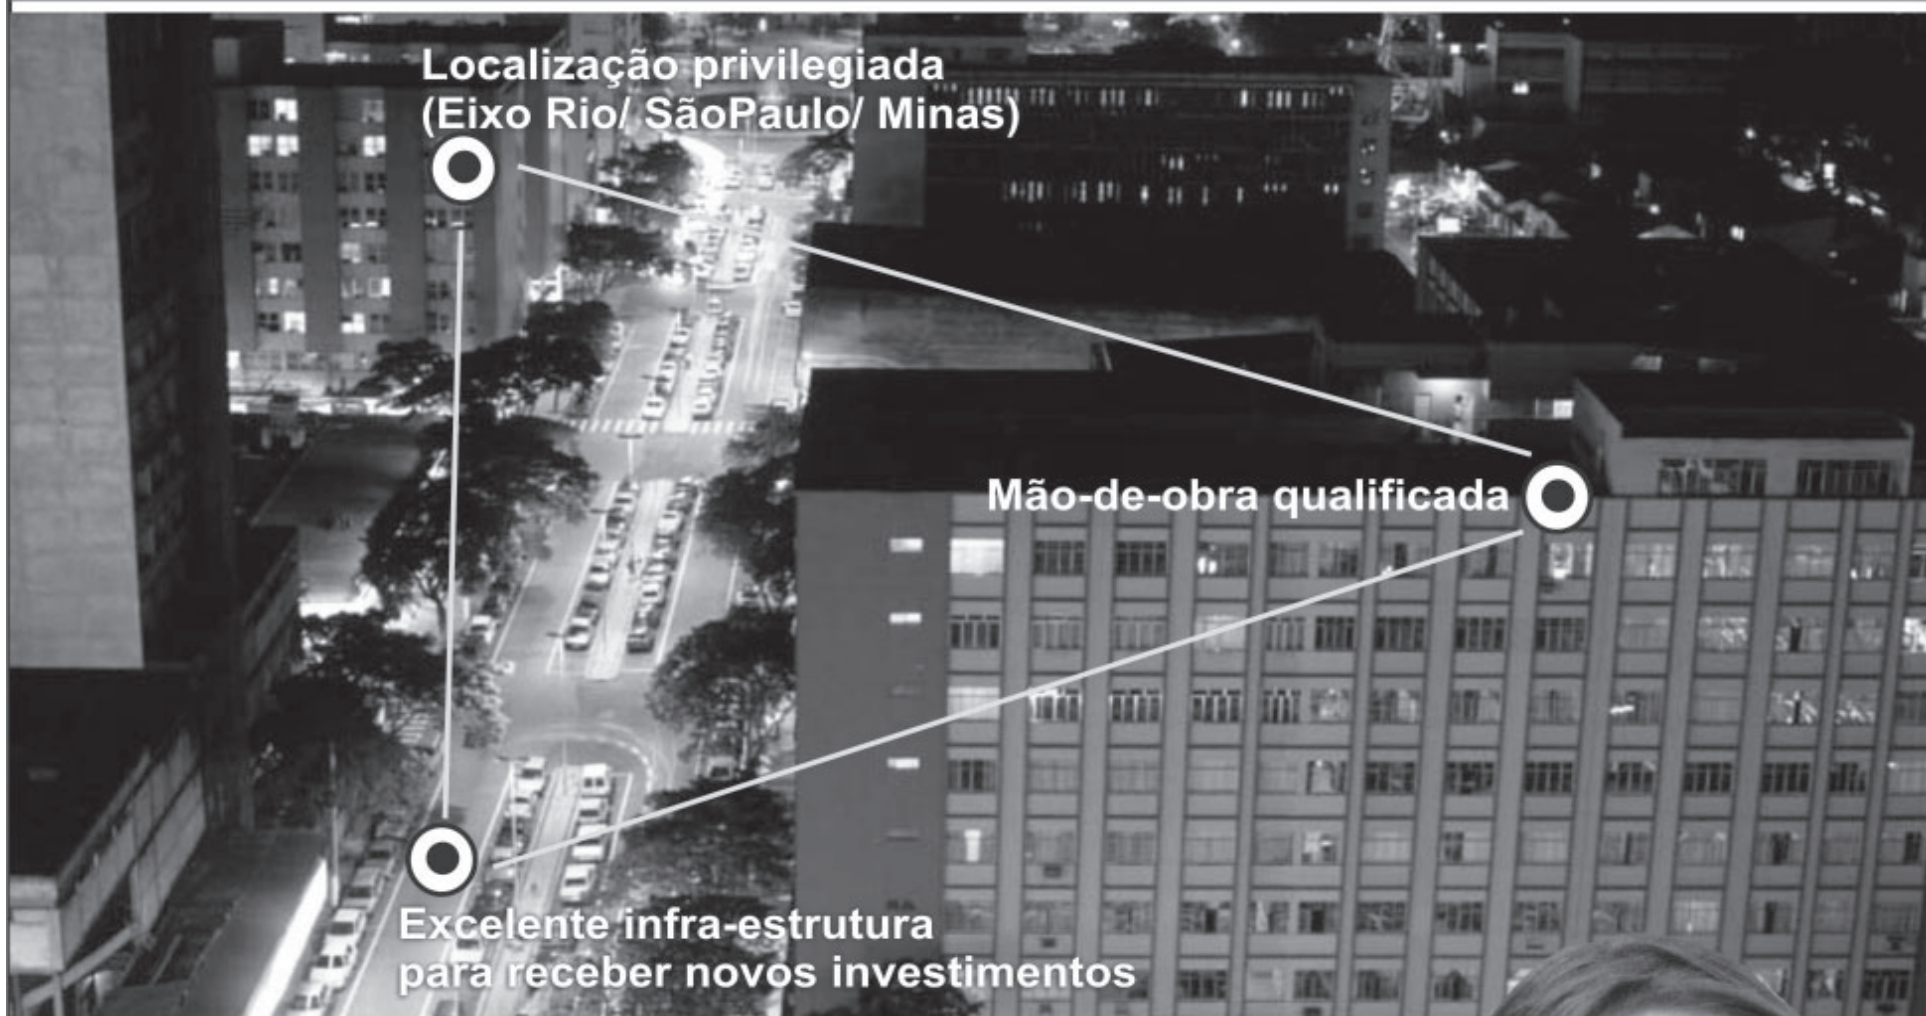 Localização privilegiada
(Eixo Rio/ SãoPaulo/ Minas)
Mão-de-obra qualificada
Excelente infra-estrutura
para receber novos investimentos